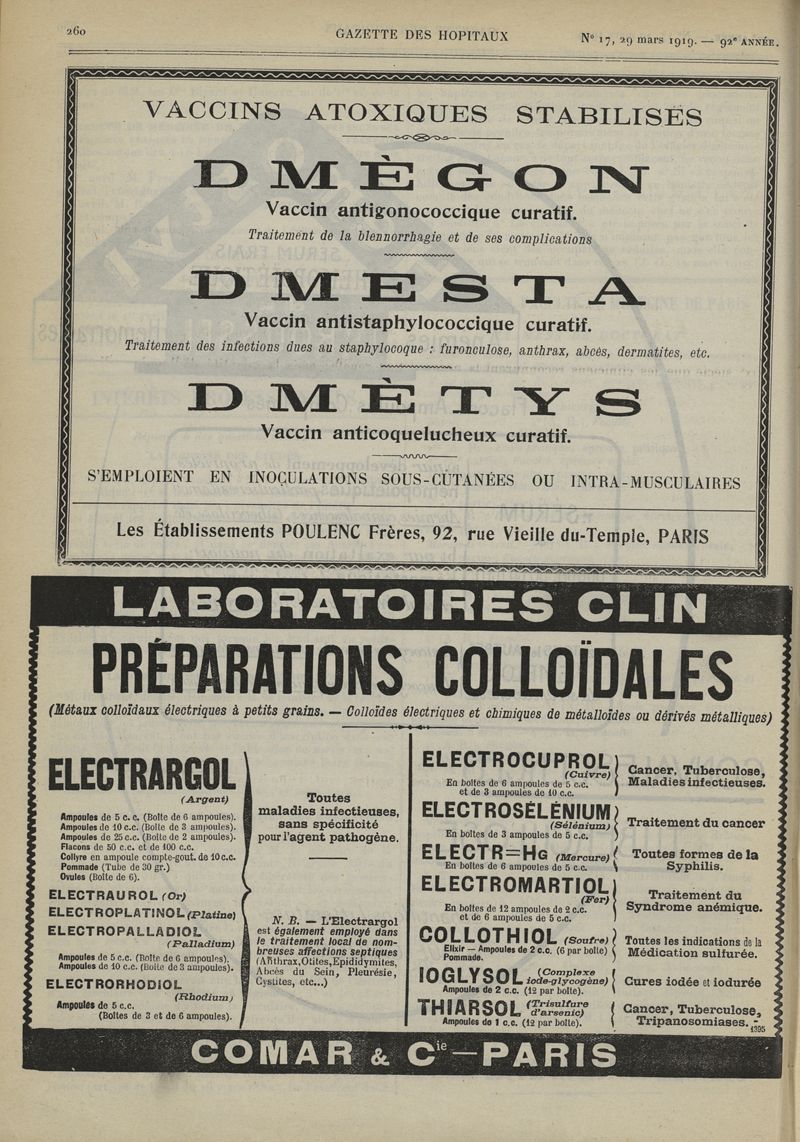 260
GAZETTE DES HOPITAUX
N° 17, 29 mars 1919. — 92e ANNÉE.
VACCINS ATOXIQUES STABILISÉS
DMÈGON
Vaccin antigonococcique curatif.
Traitement de la blennorrhagie et de ses complications
DMESTA
Vaccin antistaphylococcique curatif.
Traitement des infections dues au staphylocoque : furonculose, anthrax, abcès, dermatites, etc.
DMÈTYS
Vaccin anticoquelucheux curatif.
S'EMPLOIENT EN INOCULATIONS SOUS-CUTANÉES OU INTRA-MUSCULAIRES
Les Établissements POULENC Frères, 92, rue Vieille du-Temple, PARIS
LABORATOIRES CLIN
PRÉPARATIONS COLLOÏDALES
(Métaux colloïdaux électriques à petits grains. — Colloïdes électriques et chimiques de métalloïdes ou dérivés métalliques)
ELECTRARGOL
(Argent)
Ampoules de 5 c. c. (Boîte de 6 ampoules).
Ampoules de 10 c.c. (Boîte de 3 ampoules).
Ampoules de 25 c.c. (Boîte de 2 ampoules).
Flacons de 50 c.c. et de 100 c.c.
Collyre en ampoule compte-gout. de 10 c.c.
Pommade (Tube de 30 gr.)
Ovules (Boîte de 6).
ELECTRAUROL (Or)
ELECTROPLATINOL (Platine)
ELECTROPALLADIOL
(Palladium)
Ampoules de 5 c.c. (Boîte de 6 ampoules).
Ampoules de 10 c.c. (Boîte de 3 ampoules).
ELECTRORHODIOL
(Rhodium)
Ampoules de 5 c.c.
(Boîtes de 3 et de 6 ampoules).
Toutes
maladies infectieuses,
sans spécificité
pour l'agent pathogène.
N. B. — L'Electrargol
est également employé dans
le traitement local de nom-
breuses affections septiques
(Anthrax, Otites, Epididymites,
Abcès du Sein, Pleurésie,
Cystites, etc...)
ELECTROCUPROL
(Cuivre)
En boîtes de 6 ampoules de 5 c.c.
et de 3 ampoules de 10 c.c.
Cancer, Tuberculose,
Maladies infectieuses.
ELECTROSÉLÉNIUM
(Sélénium)
En boîtes de 3 ampoules de 5 c.c.
Traitement du cancer
ELECTR=HG (Mercure)
En boîtes de 6 ampoules de 5 c.c.
Toutes formes de la
Syphilis.
ELECTROMARTIOL
(Fer)
En boîtes de 12 ampoules de 2 c.c.
et de 6 ampoules de 5 c.c.
Traitement du
Syndrome anémique.
COLLOTHIOL (Soufre)
Elixir — Ampoules de 2 c.c. (6 par boîte)
Pommade.
Toutes les indications de la
Médication sulfurée.
IOGLYSOL (Complexe
iode-glycogène)
Ampoules de 2 c.c. (12 par boîte).
Cures iodée et iodurée
THIARSOL (Trisulfure
d'arsenic)
Ampoules de 1 c.c. (12 par boîte).
Cancer, Tuberculose,
Tripanosomiases.
1395
COMAR & Cie — PARIS